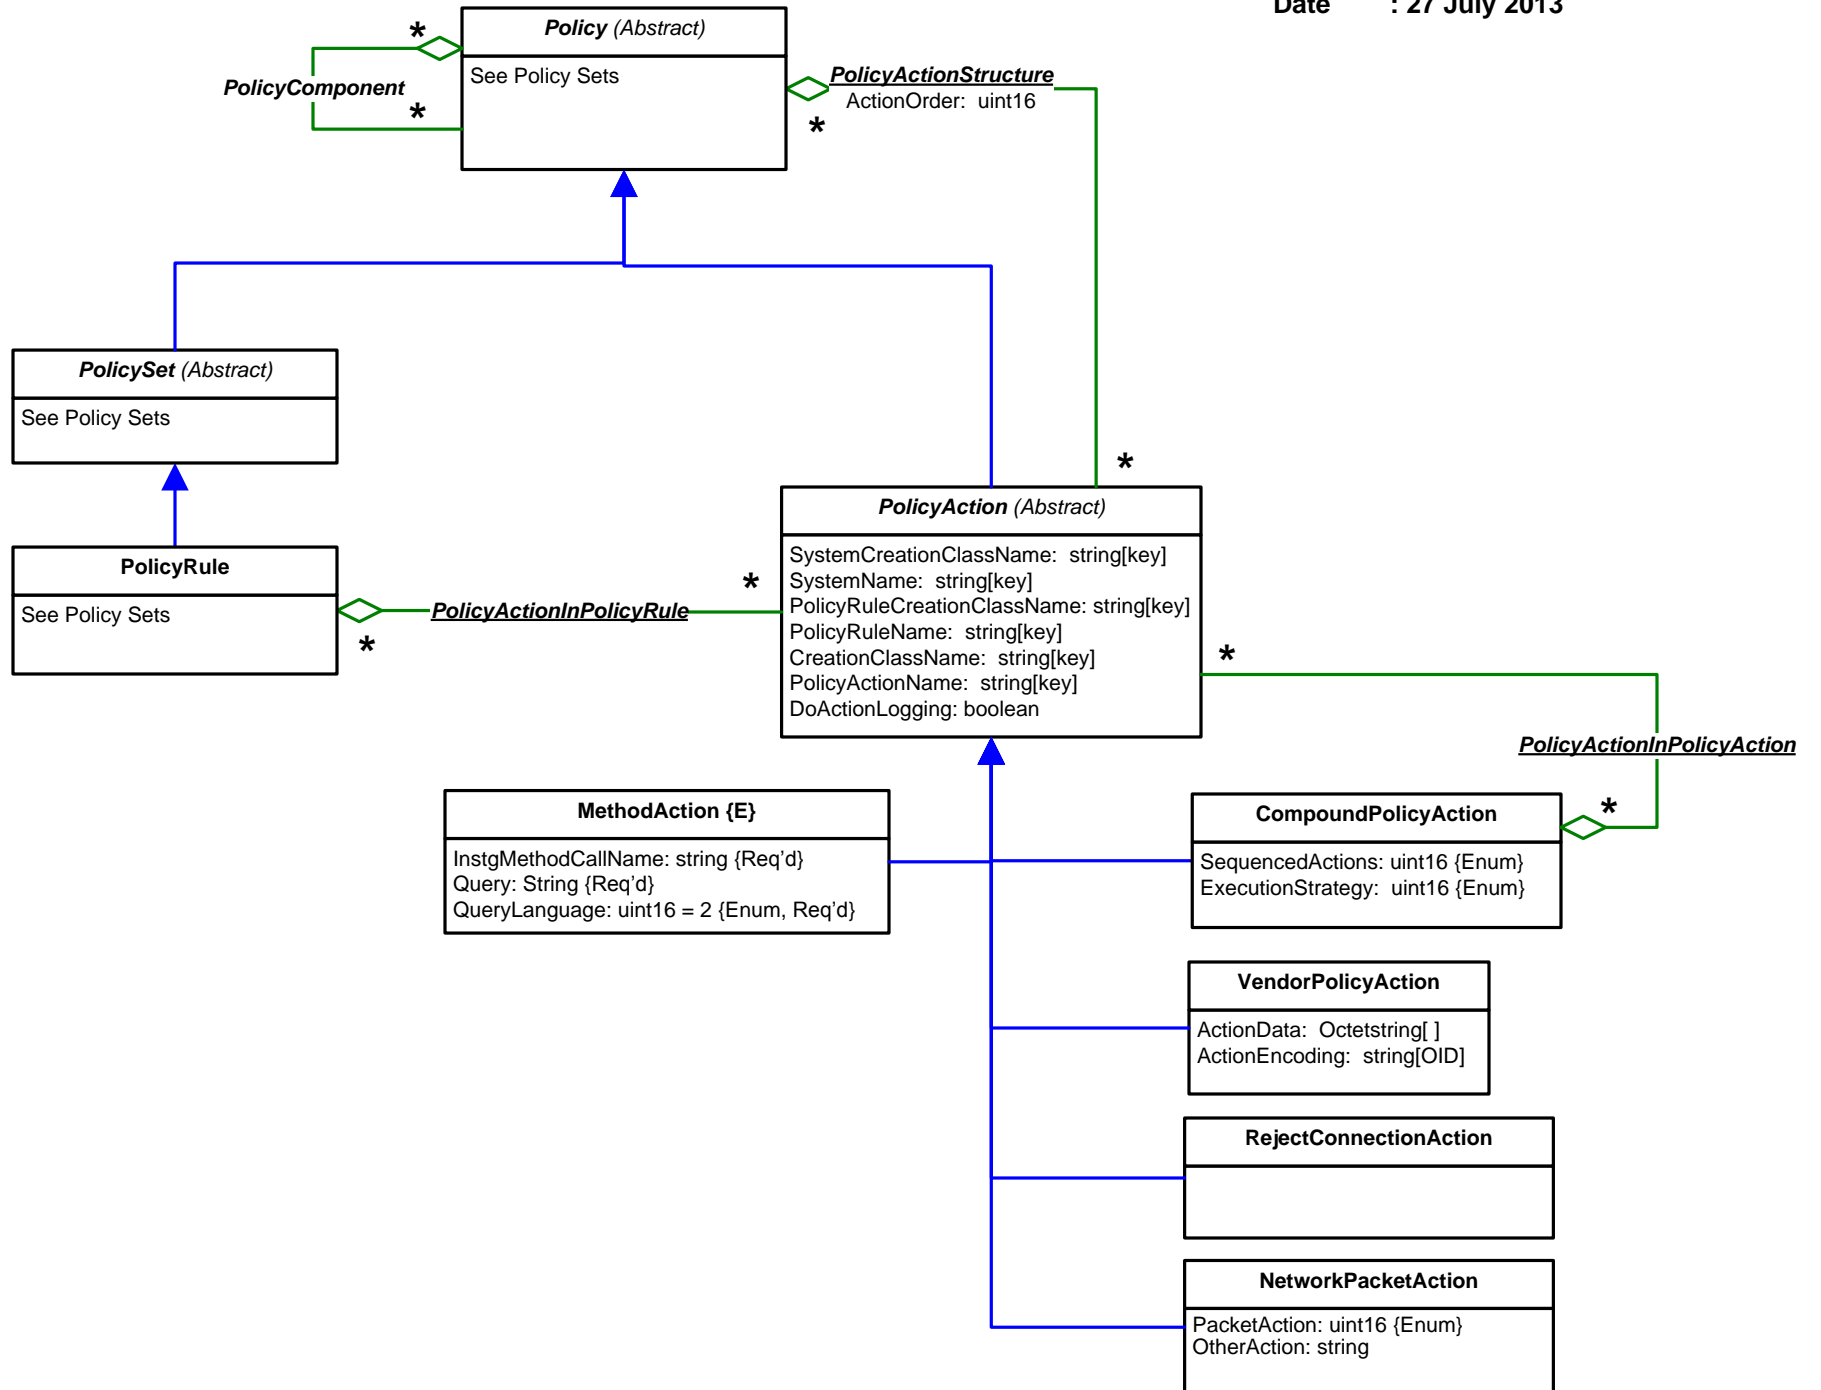 Date : 27 July 2013
*
Policy (Abstract)
See Policy Sets
PolicyComponent
*
PolicyActionStructure
ActionOrder: uint16
*
PolicySet (Abstract)
See Policy Sets
*
PolicyAction (Abstract)
SystemCreationClassName: string[key]
SystemName: string[key]
PolicyRuleCreationClassName: string[key]
PolicyRuleName: string[key]
CreationClassName: string[key]
PolicyActionName: string[key]
DoActionLogging: boolean
PolicyRule
See Policy Sets
*
PolicyActionInPolicyRule
*
*
PolicyActionInPolicyAction
*
MethodAction {E}
InstgMethodCallName: string {Req’d}
Query: String {Req’d}
QueryLanguage: uint16 = 2 {Enum, Req’d}
CompoundPolicyAction
SequencedActions: uint16 {Enum}
ExecutionStrategy: uint16 {Enum}
VendorPolicyAction
ActionData: Octetstring[ ]
ActionEncoding: string[OID]
RejectConnectionAction
NetworkPacketAction
PacketAction: uint16 {Enum}
OtherAction: string